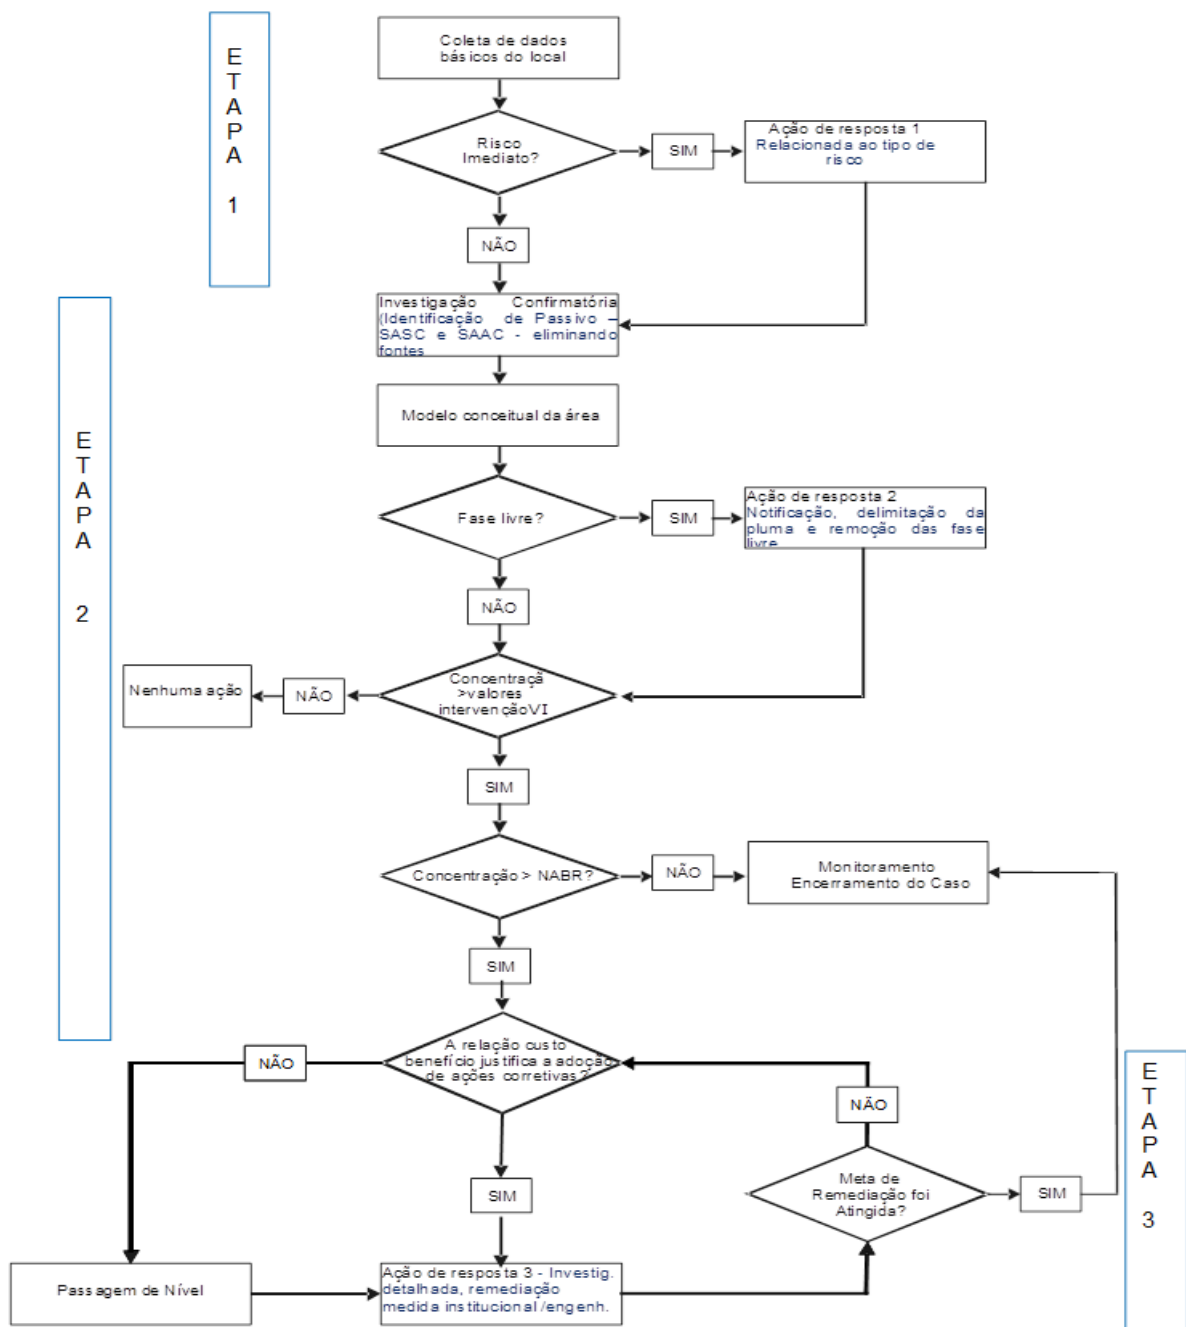 ETAPA 1
Coleta de dados
básicos do local
Risco
Imediato?
SIM
Ação de resposta 1
Relacionada ao tipo de
risco
NÃO
ETAPA 2
Investigação Confirmatória
(Identificação de Passivo –
SASC e SAAC - eliminando
fontes
Modelo conceitual da área
Fase livre?
SIM
Ação de resposta 2
Notificação, delimitação da
pluma e remoção das fase
livre
NÃO
Concentraçã
>valores
intervençãoVI
NÃO
Nenhuma ação
SIM
Concentração> NABR?
NÃO
Monitoramento
Encerramento do Caso
SIM
A relação custo
benefício justifica a adoção
de ações corretivas?
NÃO
SIM
ETAPA 3
NÃO
Meta de
Remediação foi
Atingida?
SIM
Passagem de Nível
Ação de resposta 3 - Investig.
detalhada, remediação
medida institucional/engenh.